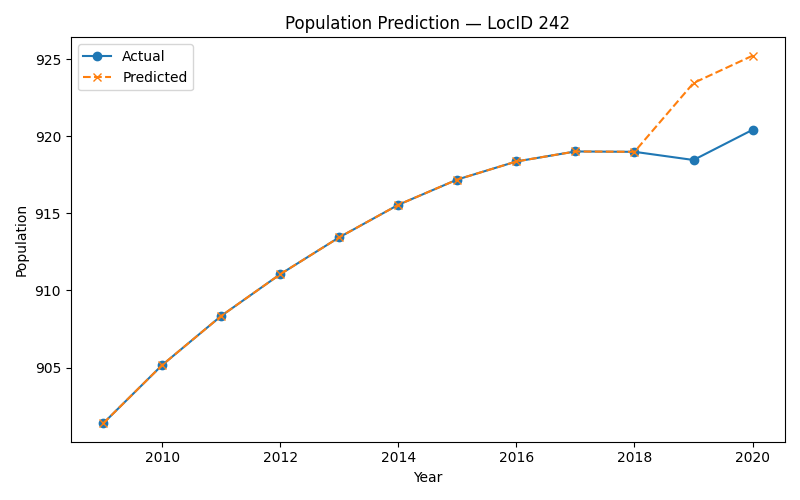 Population Prediction — LocID 242
Actual
Predicted
925
920
915
910
905
Population
2010 2012 2014 2016 2018 2020
Year